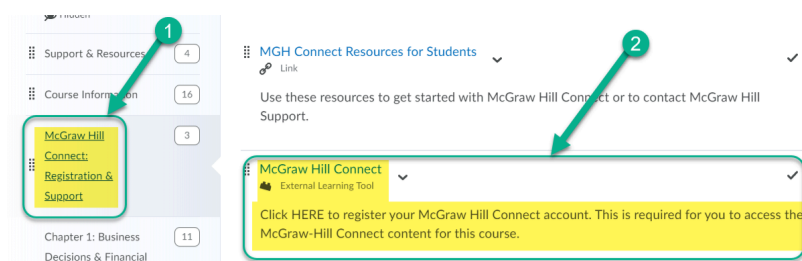 Hidden
1
Support & Resources
4
Course Information
16
McGraw Hill
Connect:
Registration &
Support
3
Chapter 1: Business
Decisions & Financial
11
2
MGH Connect Resources for Students
Link
Use these resources to get started with McGraw Hill Connect or to contact McGraw Hill
Support.
McGraw Hill Connect
External Learning Tool
Click HERE to register your McGraw Hill Connect account. This is required for you to access the
McGraw-Hill Connect content for this course.